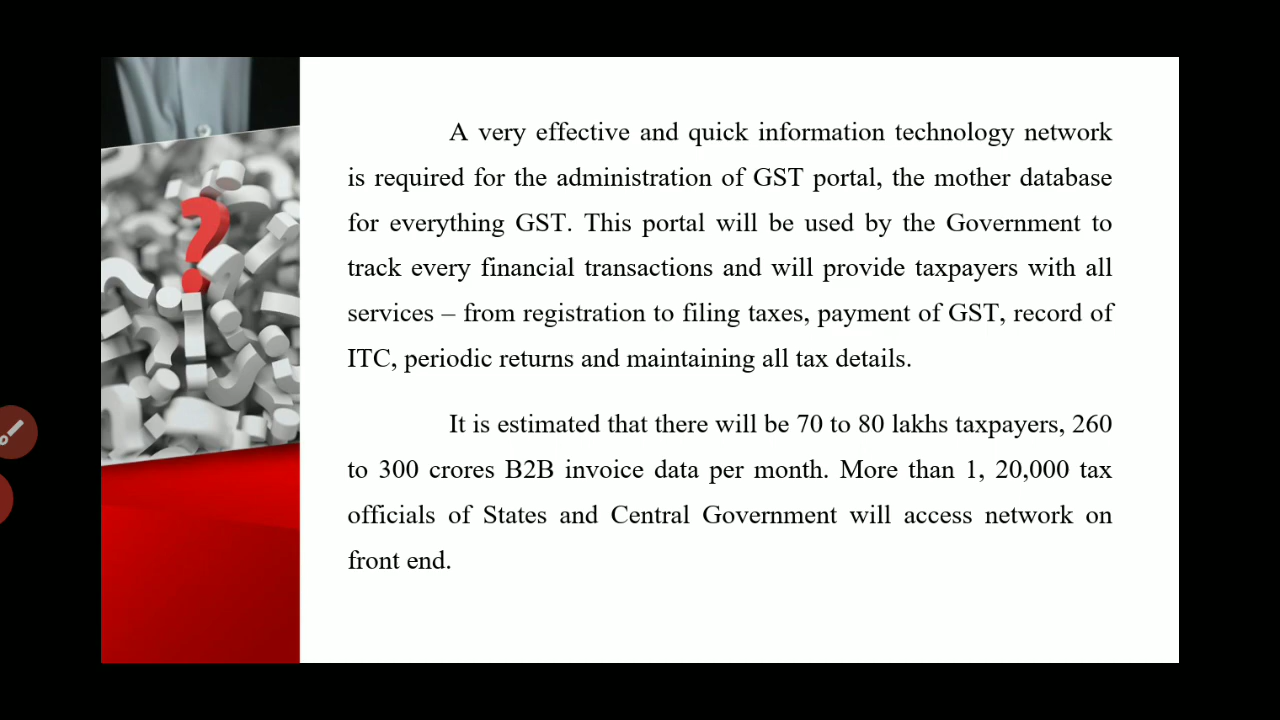 A very effective and quick information technology network
is required for the administration of GST portal, the mother database
for everything GST. This portal will be used by the Government to
track every financial transactions and will provide taxpayers with all
services – from registration to filing taxes, payment of GST, record of
ITC, periodic returns and maintaining all tax details.
It is estimated that there will be 70 to 80 lakhs taxpayers, 260
to 300 crores B2B invoice data per month. More than 1, 20,000 tax
officials of States and Central Government will access network on
front end.